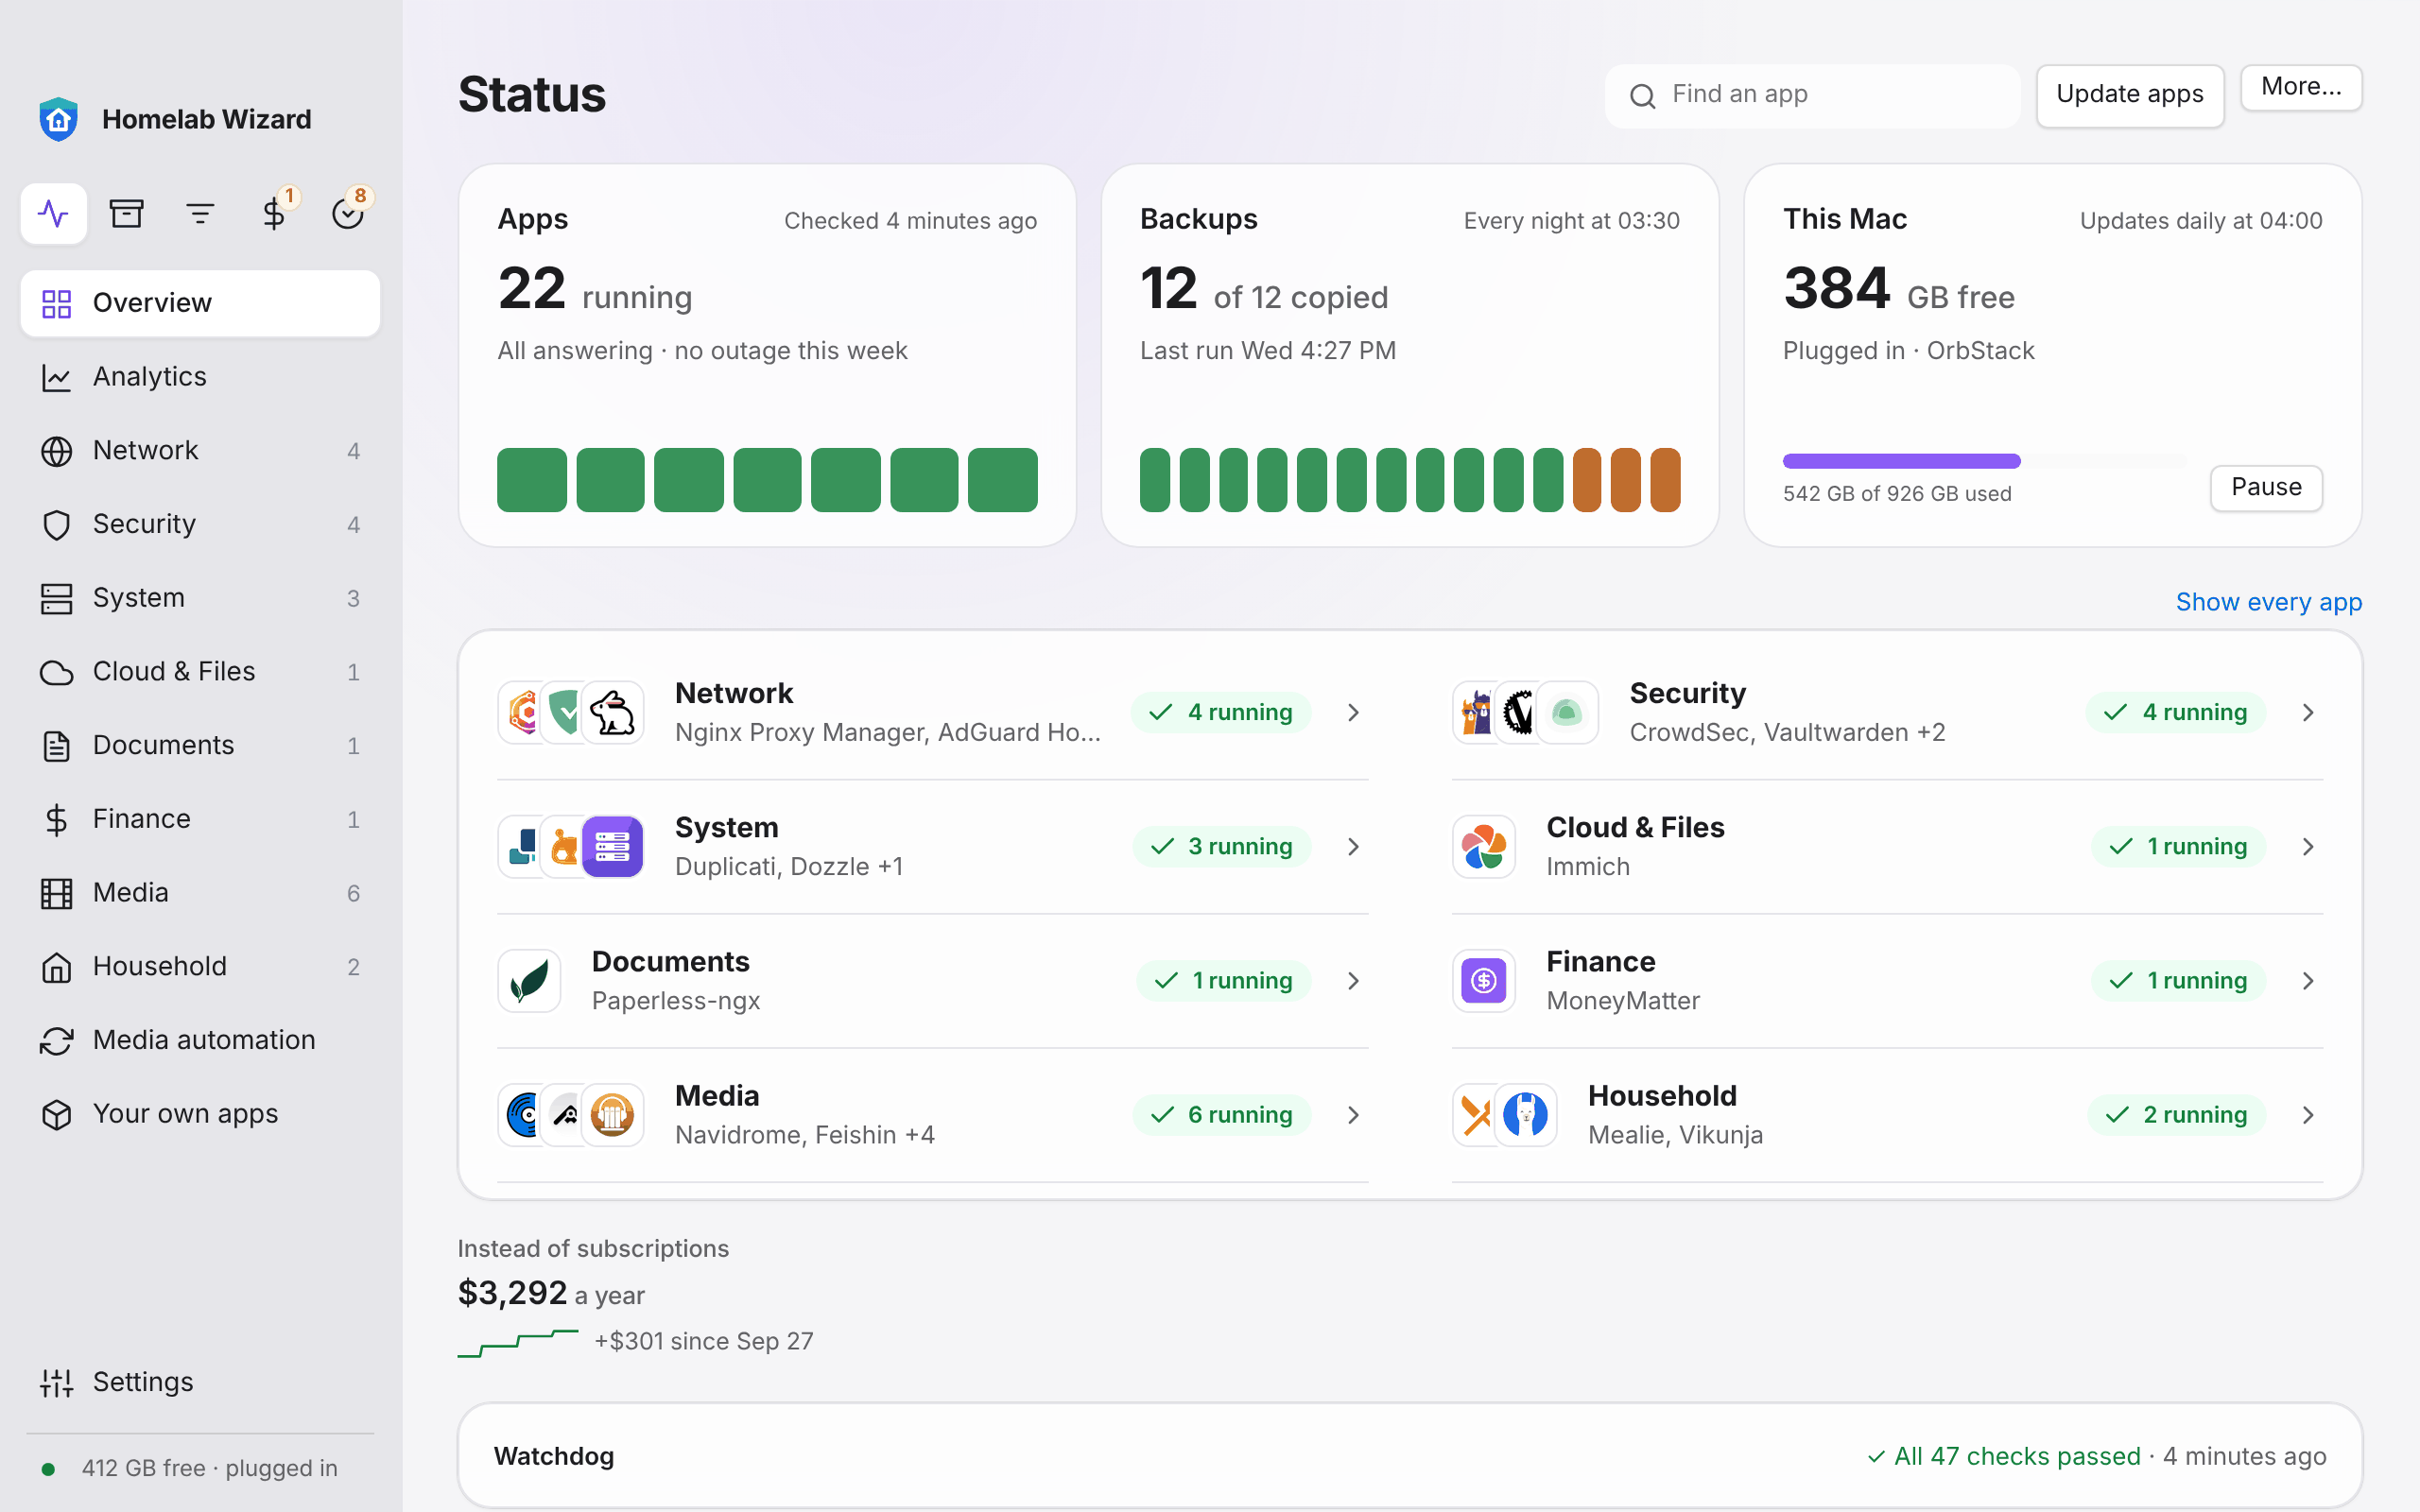 Homelab Wizard
1
8
Overview
Analytics
Network 4
Security 4
System 3
Cloud & Files 1
Documents 1
Finance 1
Media 6
Household 2
Media automation
Your own apps
Settings
412 GB free · plugged in
Status
Find an app
Update apps
More...
Apps
Checked 4 minutes ago
22 running
All answering · no outage this week
Backups
Every night at 03:30
12 of 12 copied
Last run Wed 4:27 PM
This Mac
Updates daily at 04:00
384 GB free
Plugged in · OrbStack
542 GB of 926 GB used
Pause
Show every app
Network
Nginx Proxy Manager, AdGuard Ho...
4 running
Security
CrowdSec, Vaultwarden +2
4 running
System
Duplicati, Dozzle +1
3 running
Cloud & Files
Immich
1 running
Documents
Paperless-ngx
1 running
Finance
MoneyMatter
1 running
Media
Navidrome, Feishin +4
6 running
Household
Mealie, Vikunja
2 running
Instead of subscriptions
$3,292 a year
+$301 since Sep 27
Watchdog
All 47 checks passed · 4 minutes ago